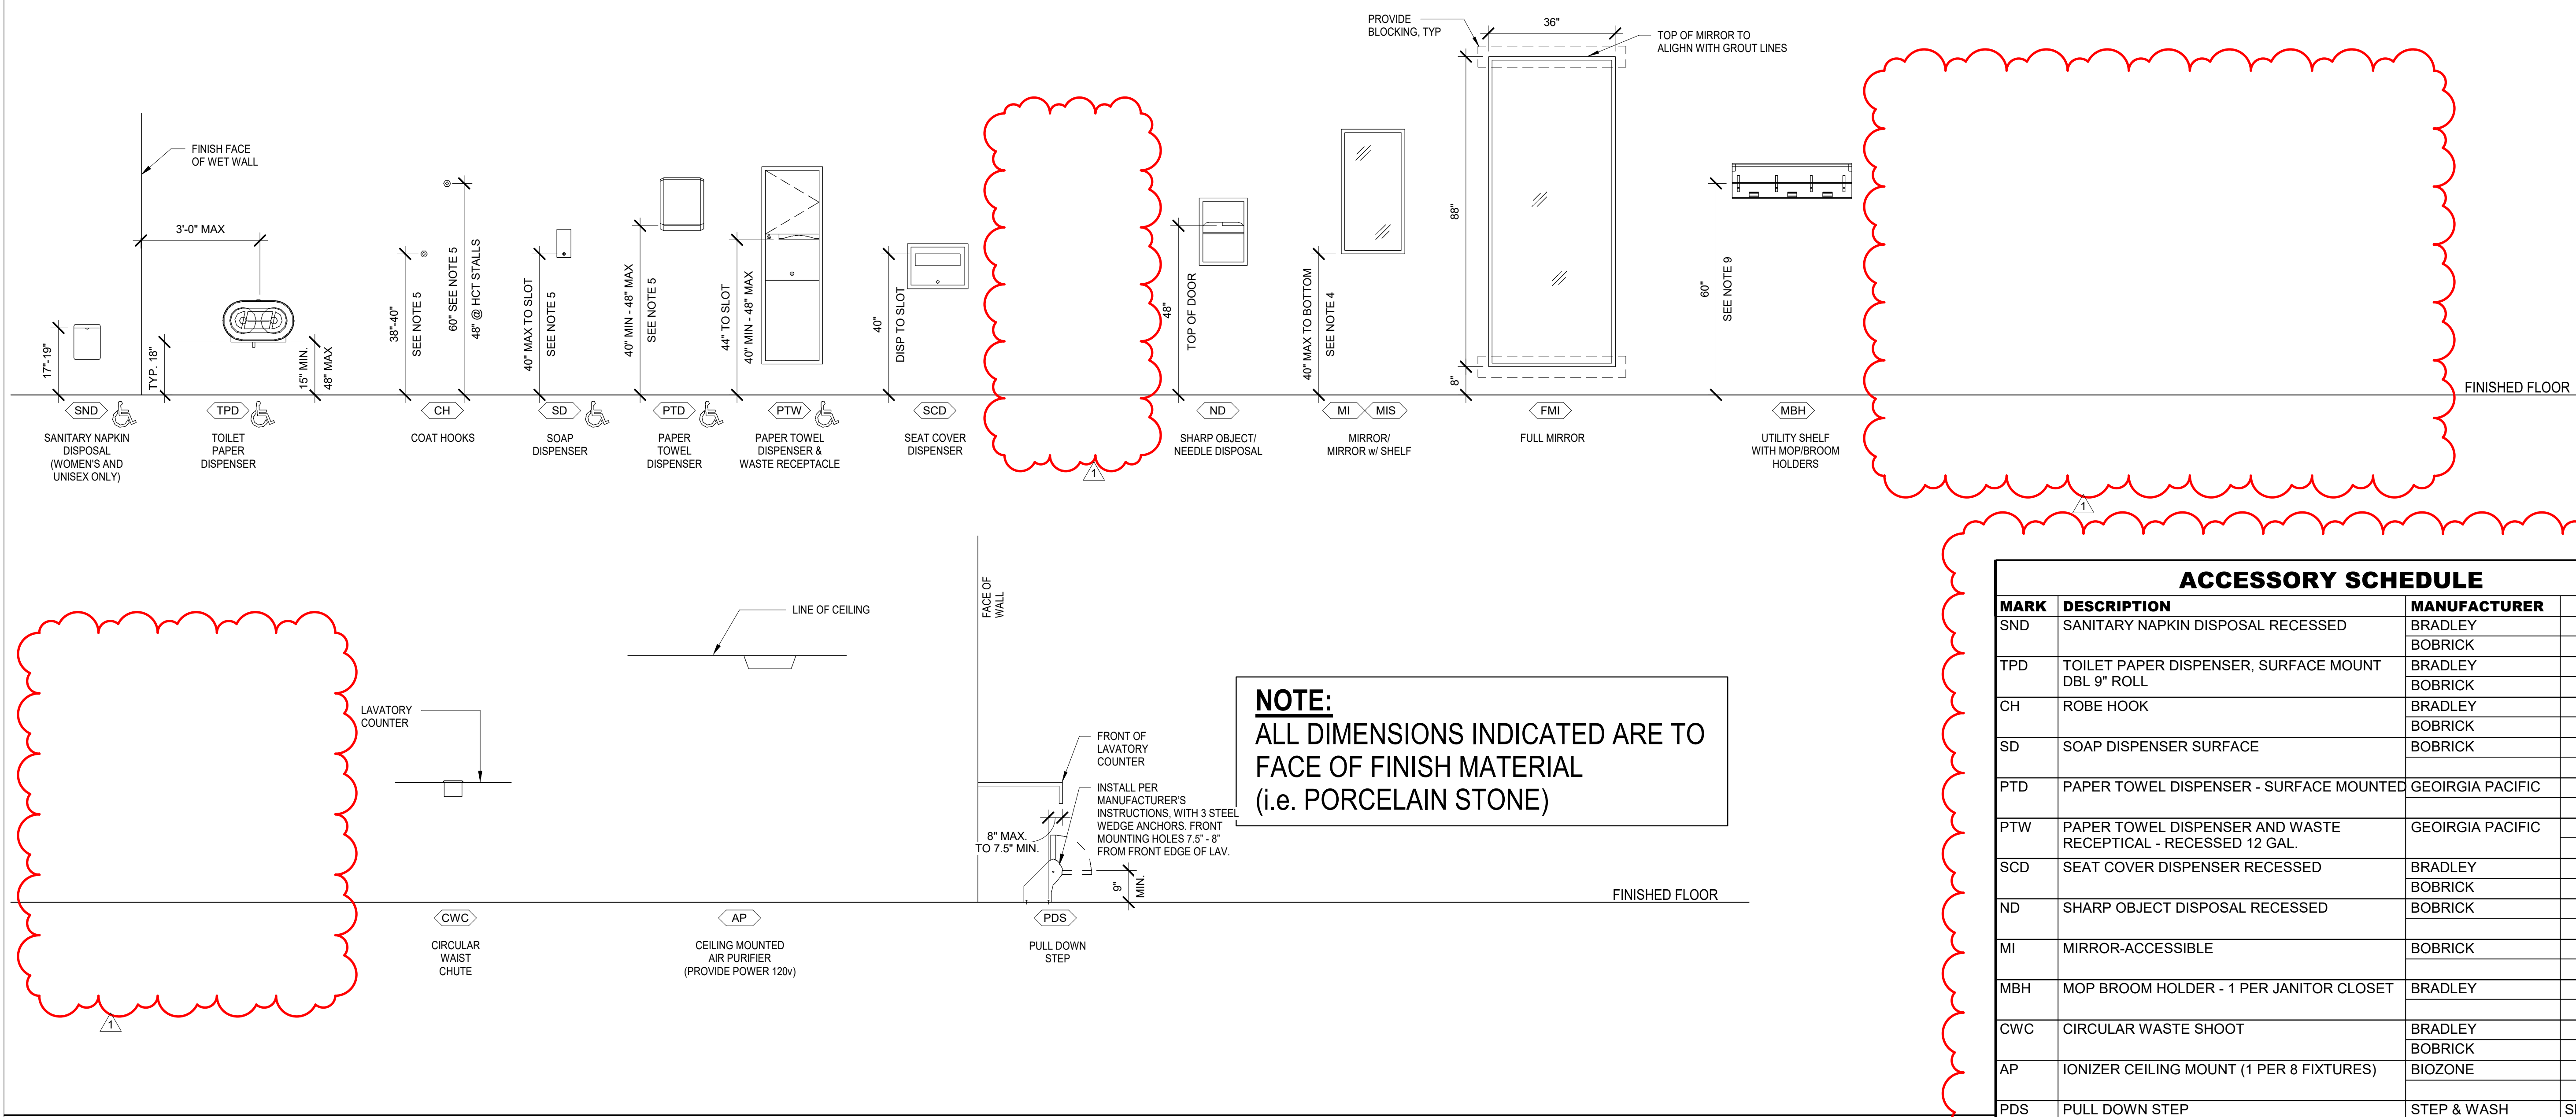 PROVIDE
BLOCKING, TYP
36"
TOP OF MIRROR TO
ALIGHN WITH GROUT LINES
FINISH FACE
OF WET WALL
3'-0" MAX
17"-19"
TYP. 18"
15" MIN.
48" MAX
38"-40"
SEE NOTE 5
60" SEE NOTE 5
48" @ HCT STALLS
40" MAX TO SLOT
SEE NOTE 5
40" MIN - 48" MAX
SEE NOTE 5
44" TO SLOT
40" MIN - 48" MAX
40"
DISP TO SLOT
48"
TOP OF DOOR
40" MAX TO BOTTOM
SEE NOTE 4
88"
8"
60"
SEE NOTE 9
FINISHED FLOOR
SND
TPD
CH
SD
PTD
PTW
SCD
ND
MI
MIS
FMI
MBH
SANITARY NAPKIN
DISPOSAL
(WOMEN'S AND
UNISEX ONLY)
TOILET
PAPER
DISPENSER
COAT HOOKS
SOAP
DISPENSER
PAPER
TOWEL
DISPENSER
PAPER TOWEL
DISPENSER &
WASTE RECEPTACLE
SEAT COVER
DISPENSER
1
SHARP OBJECT/
NEEDLE DISPOSAL
MIRROR/
MIRROR w/ SHELF
FULL MIRROR
UTILITY SHELF
WITH MOP/BROOM
HOLDERS
1
1
LAVATORY
COUNTER
LINE OF CEILING
FACE OF
WALL
FRONT OF
LAVATORY
COUNTER
INSTALL PER
MANUFACTURER'S
INSTRUCTIONS, WITH 3 STEEL
WEDGE ANCHORS. FRONT
MOUNTING HOLES 7.5" - 8"
FROM FRONT EDGE OF LAV.
8" MAX.
TO 7.5" MIN.
9"
MIN.
NOTE:
ALL DIMENSIONS INDICATED ARE TO
FACE OF FINISH MATERIAL
(i.e. PORCELAIN STONE)
FINISHED FLOOR
CWC
AP
PDS
CIRCULAR
WAIST
CHUTE
CEILING MOUNTED
AIR PURIFIER
(PROVIDE POWER 120v)
PULL DOWN
STEP
ACCESSORY SCHEDULE
MARK DESCRIPTION MANUFACTURER
SND SANITARY NAPKIN DISPOSAL RECESSED BRADLEY
BOBRICK
TPD TOILET PAPER DISPENSER, SURFACE MOUNT BRADLEY
DBL 9" ROLL BOBRICK
CH ROBE HOOK BRADLEY
BOBRICK
SD SOAP DISPENSER SURFACE BOBRICK
PTD PAPER TOWEL DISPENSER - SURFACE MOUNTED GEOIRGIA PACIFIC
PTW PAPER TOWEL DISPENSER AND WASTE GEOIRGIA PACIFIC
RECEPTICAL - RECESSED 12 GAL.
SCD SEAT COVER DISPENSER RECESSED BRADLEY
BOBRICK
ND SHARP OBJECT DISPOSAL RECESSED BOBRICK
MI MIRROR-ACCESSIBLE BOBRICK
MBH MOP BROOM HOLDER - 1 PER JANITOR CLOSET BRADLEY
CWC CIRCULAR WASTE SHOOT BRADLEY
BOBRICK
AP IONIZER CEILING MOUNT (1 PER 8 FIXTURES) BIOZONE
PDS PULL DOWN STEP STEP & WASH